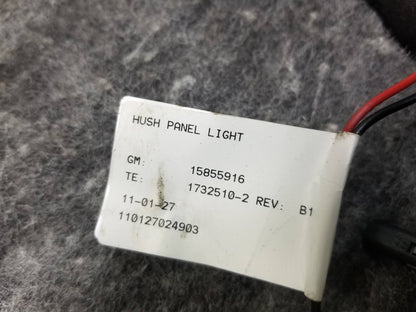 HUSH PANEL LIGHT
GM: 15855916
TE: 1732510-2 REV: B1
11-01-27
110127024903